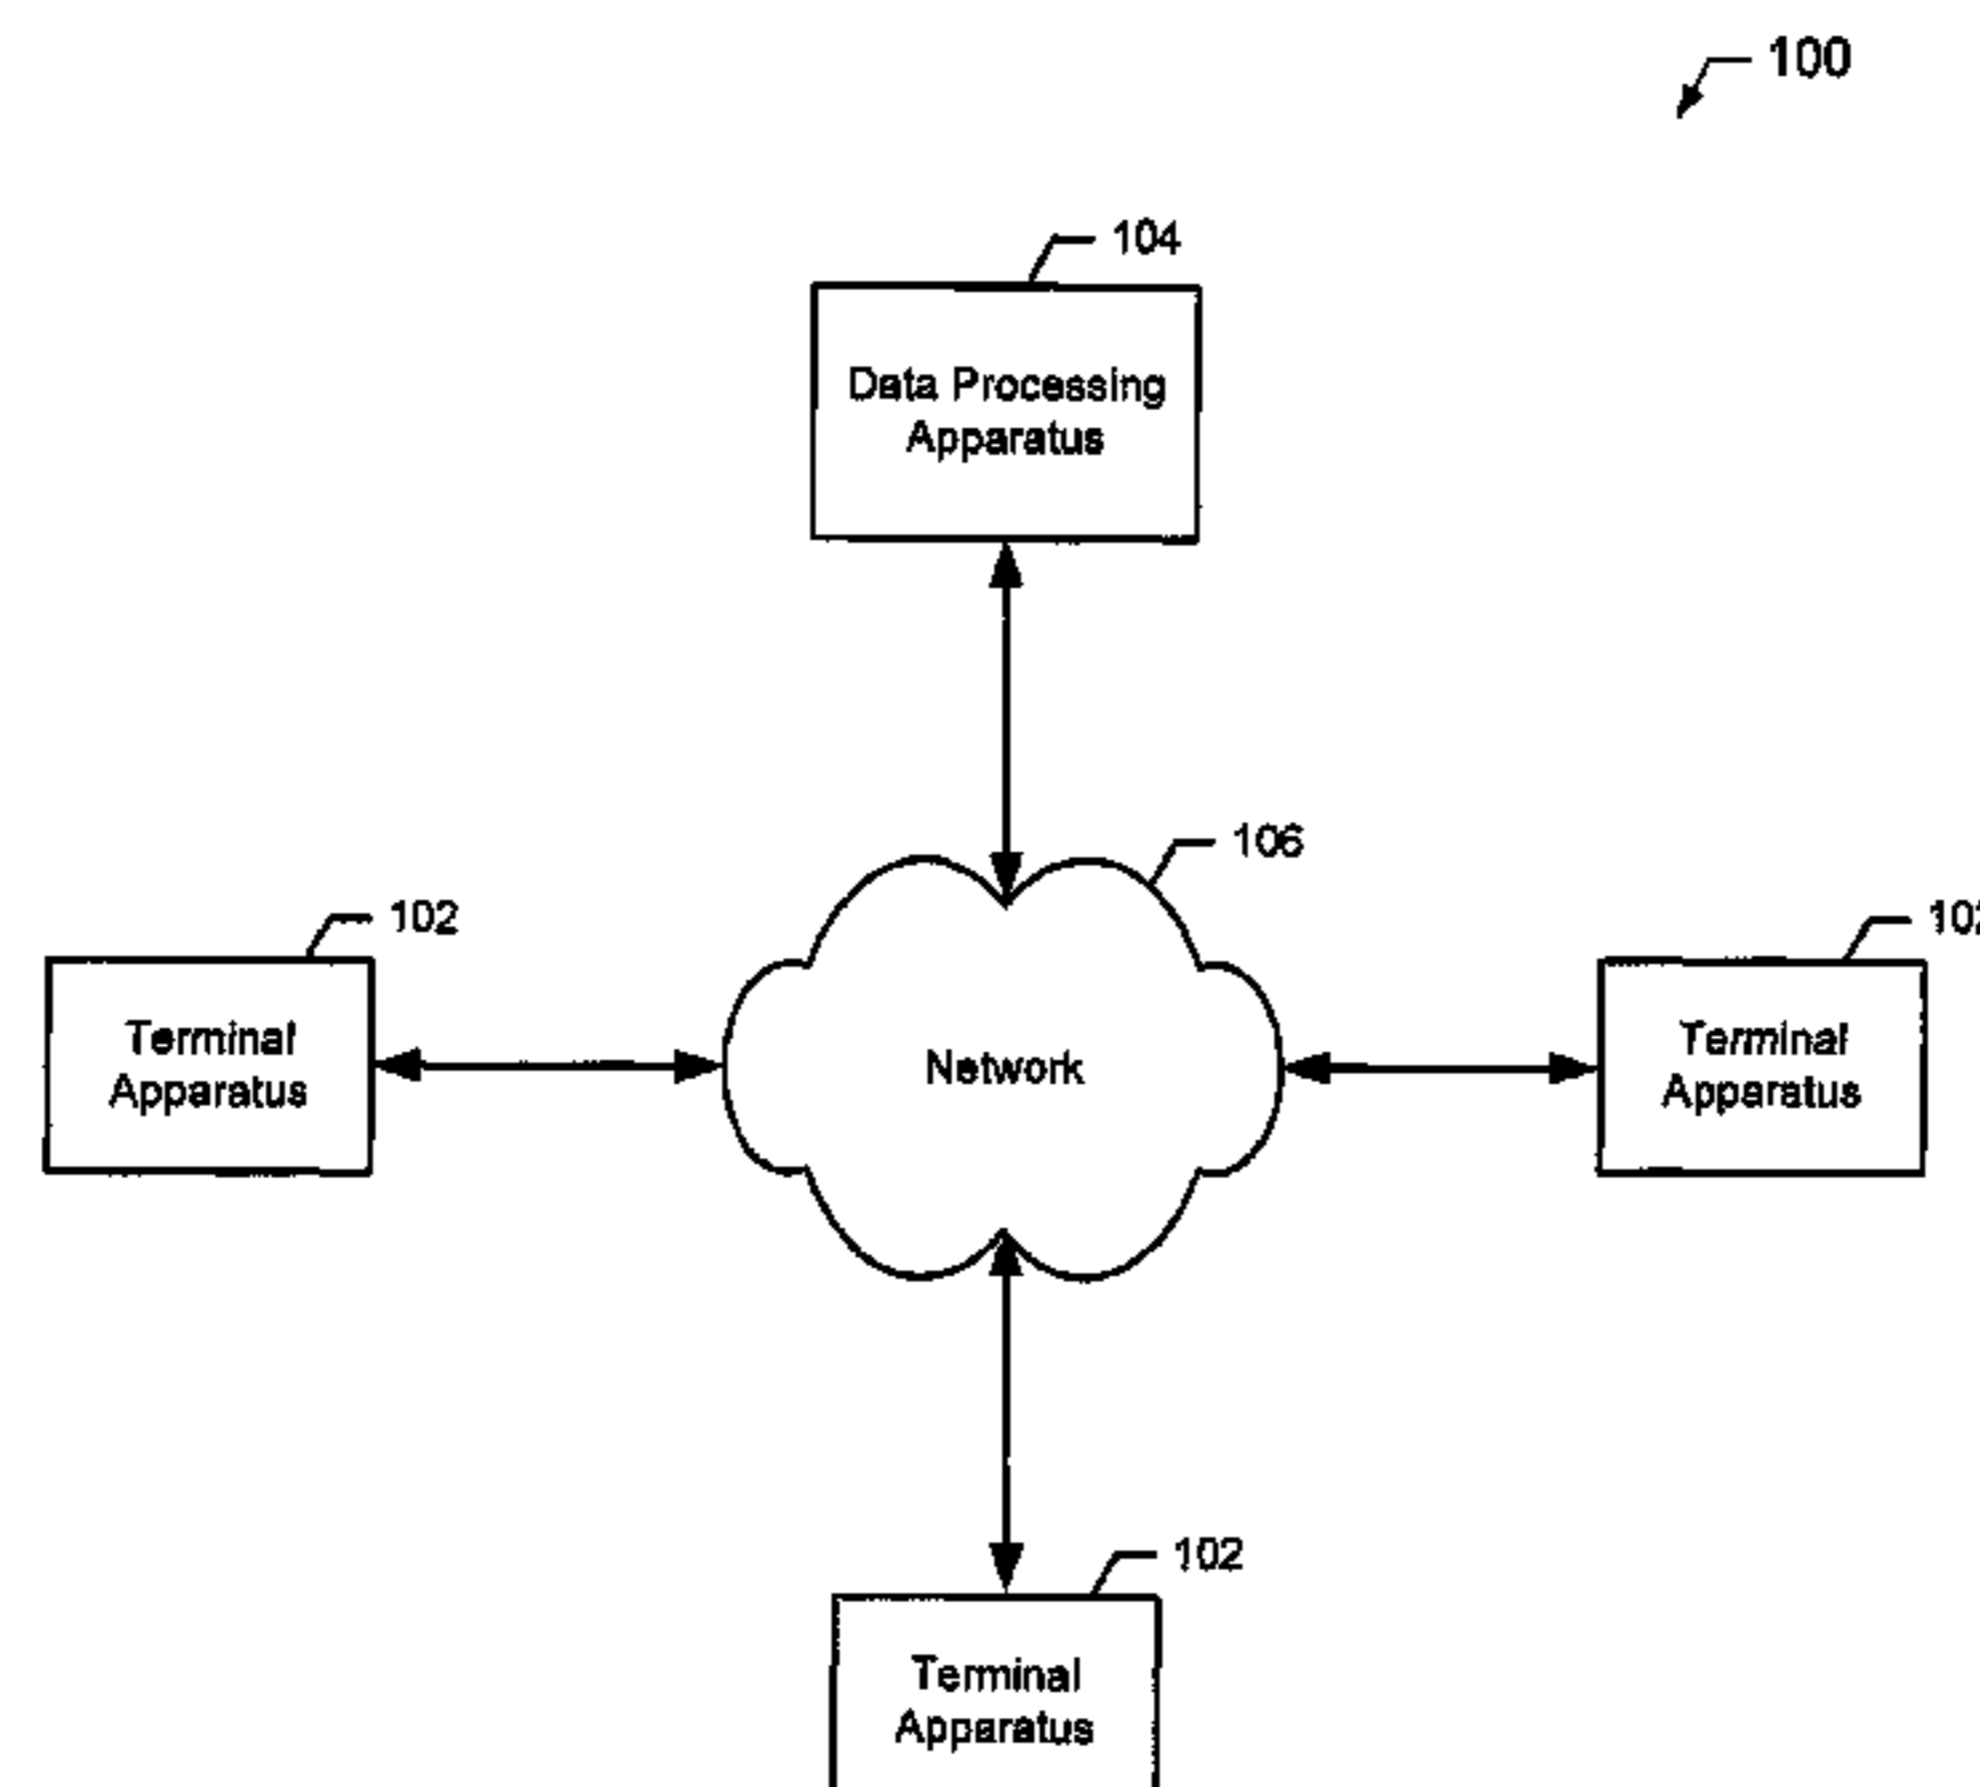 100
104
Data Processing
Apparatus
106
102
Terminal
Apparatus
Network
Terminal
Apparatus
102
Terminal
Apparatus